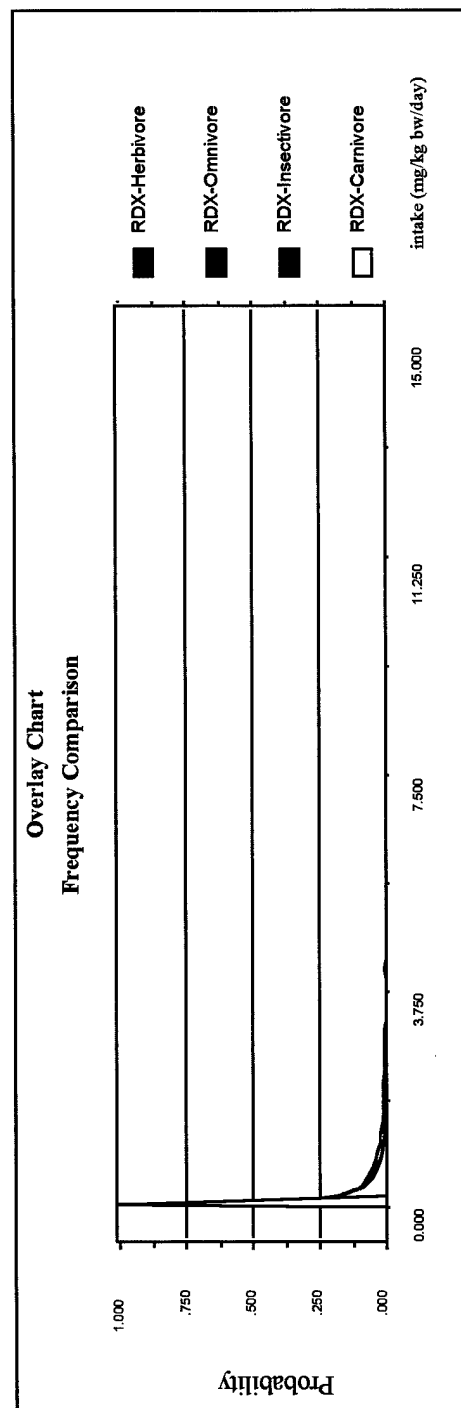 Overlay Chart
Frequency Comparison
1.000
.750
.500
.250
.000
Probability
0.000
3.750
7.500
11.250
15.000
intake (mg/kg bw/day)
RDX-Herbivore
RDX-Omnivore
RDX-Insectivore
RDX-Carnivore